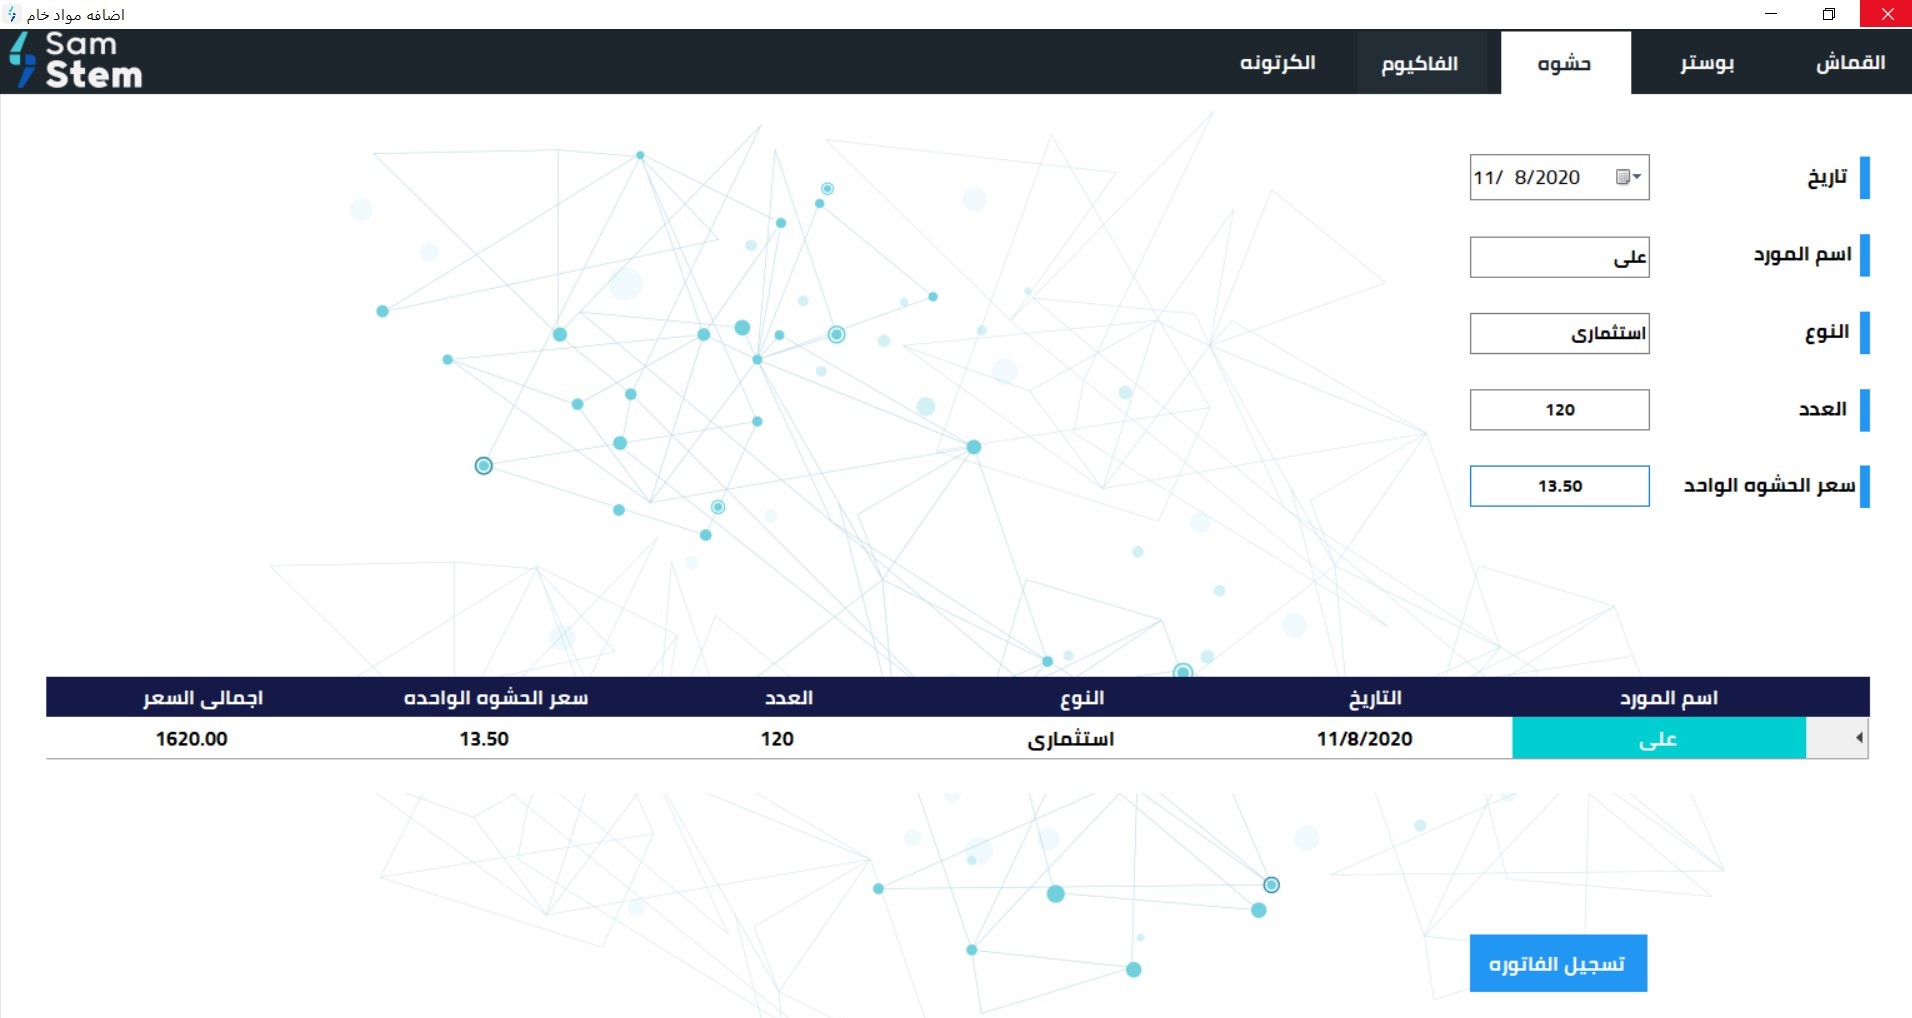 اضافه مواد خام
Sam
Stem
القماش
بوستر
حشوه
الفاكيوم
الكرتونه
تاريخ
11/ 8/2020
اسم المورد
على
النوع
استثمارى
العدد
120
سعر الحشوه الواحد
13.50
اسم المورد التاريخ النوع العدد سعر الحشوه الواحده اجمالى السعر
على 11/8/2020 استثمارى 120 13.50 1620.00
تسجيل الفاتوره